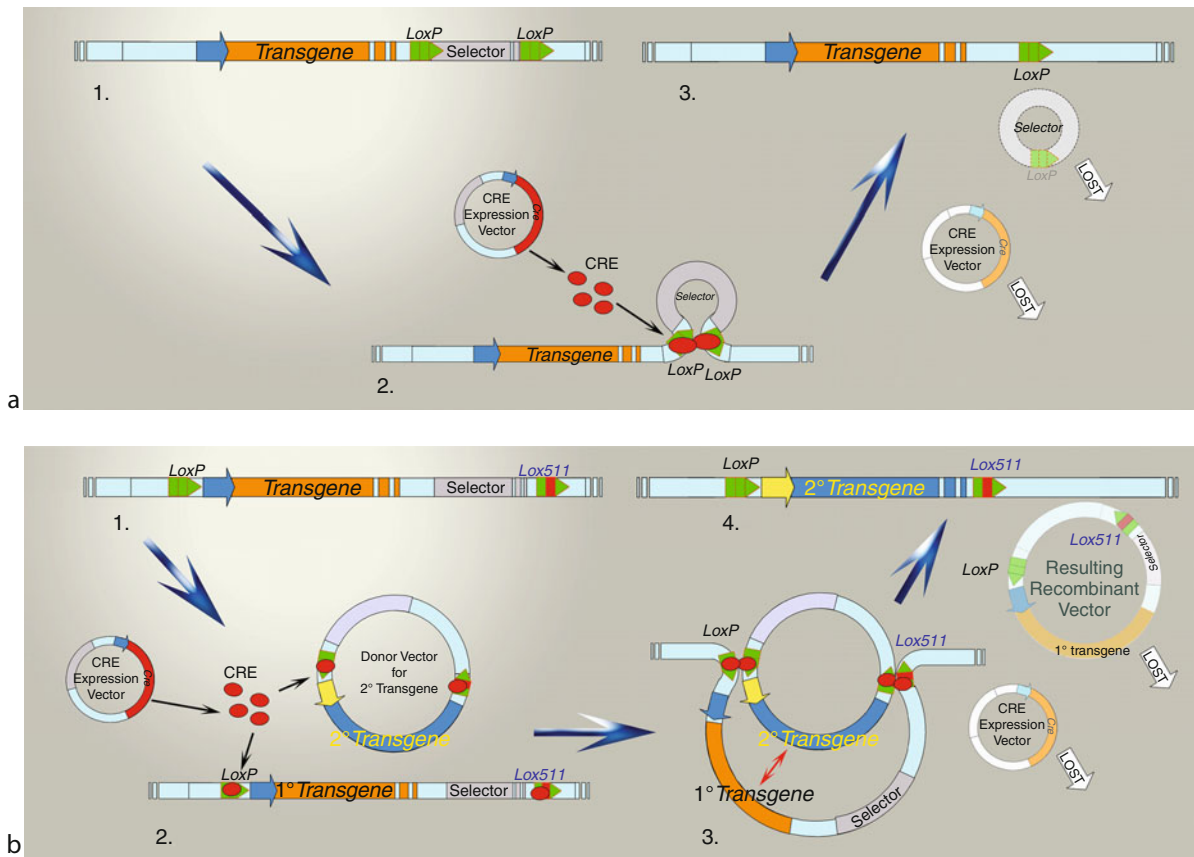 LoxP
LoxP
Transgene
Selector
1.
Transgene
LoxP
3.
Selector
LoxP
LOST
CRE
Expression
Vector
Cre
CRE
Selector
CRE
Expression
Vector
Cre
LOST
Transgene
LoxP
LoxP
2.
a
LoxP
Lox511
Transgene
Selector
1.
LoxP
Lox511
2° Transgene
4.
CRE
Expression
Vector
Cre
CRE
Donor Vector
for
2° Transgene
2° Transgene
LoxP
Lox511
1° Transgene
Selector
2.
LoxP
Lox511
2° Transgene
1° Transgene
Selector
3.
Lox511
Selector
LoxP
Resulting
Recombinant
Vector
1° transgene
LOST
CRE
Expression
Vector
Cre
LOST
b